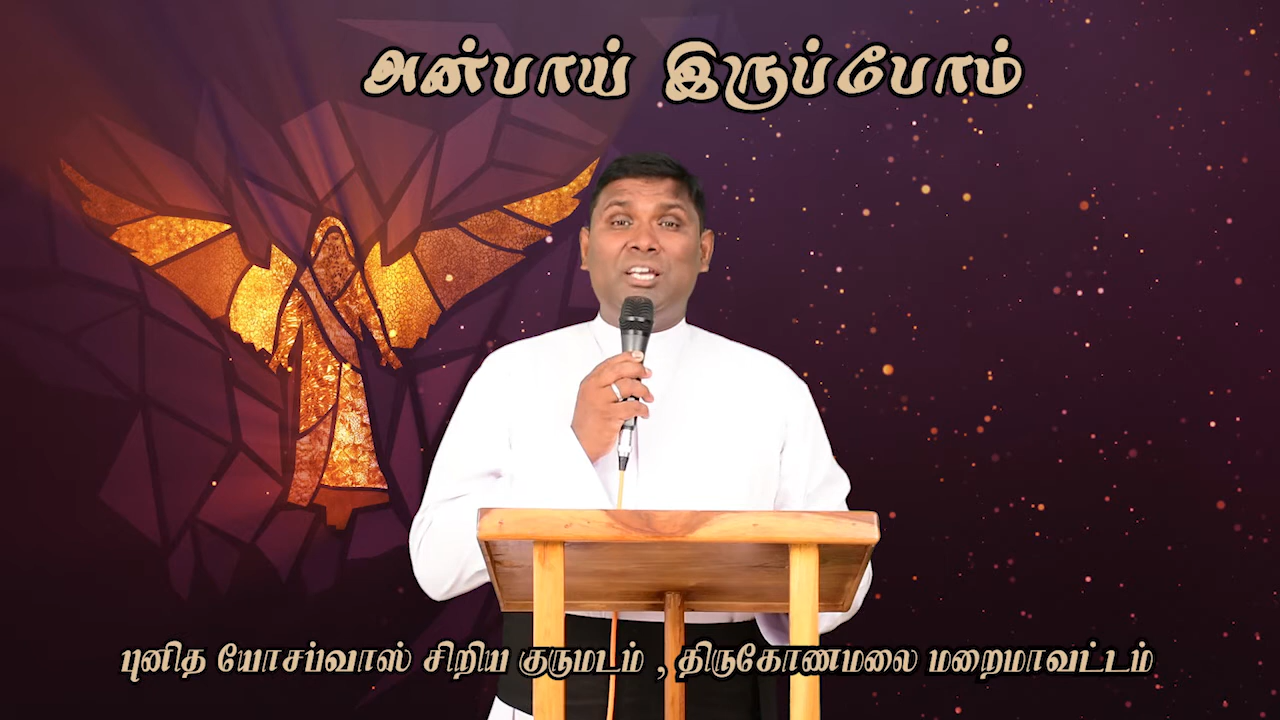 அன்பாய் இருப்போம்
புனித யோசப்வாஸ் சிறிய குருமடம் , திருகோணமலை மறைமாவட்டம்